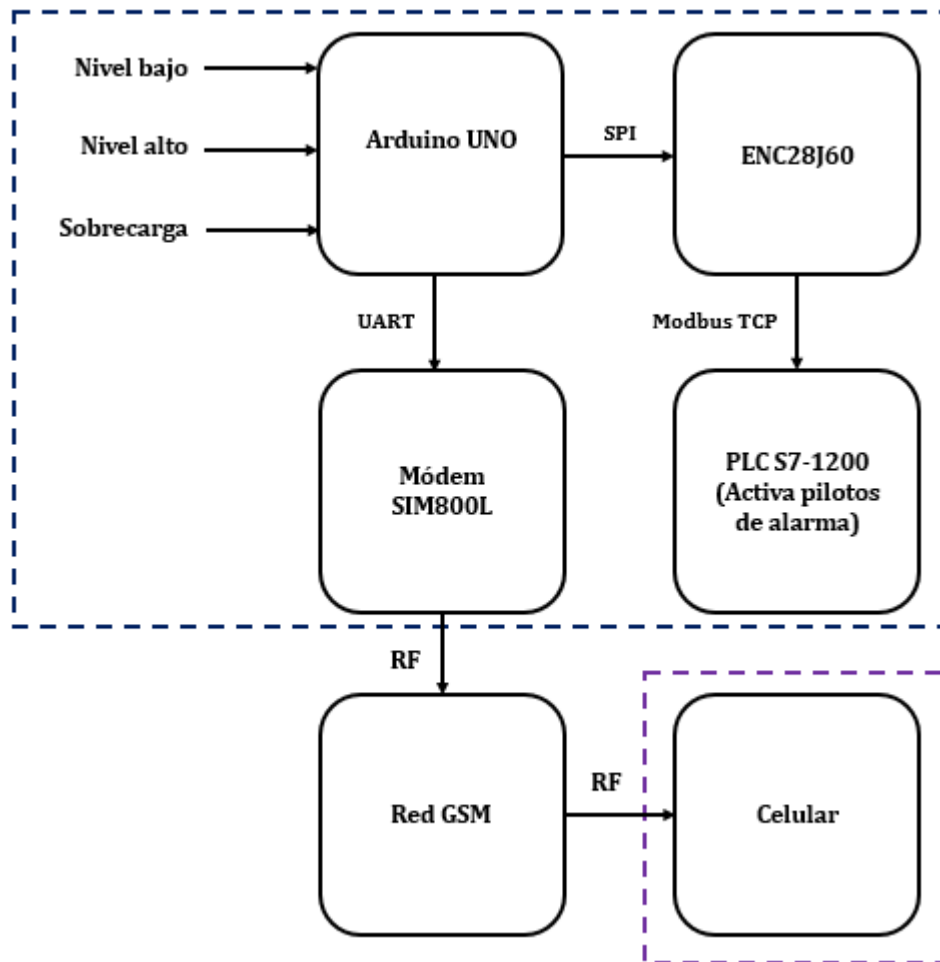 Nivel bajo
Nivel alto
Sobrecarga
Arduino UNO
SPI
ENC28J60
UART
Modbus TCP
Módem
SIM800L
PLC S7-1200
(Activa pilotos
de alarma)
RF
Red GSM
RF
Celular